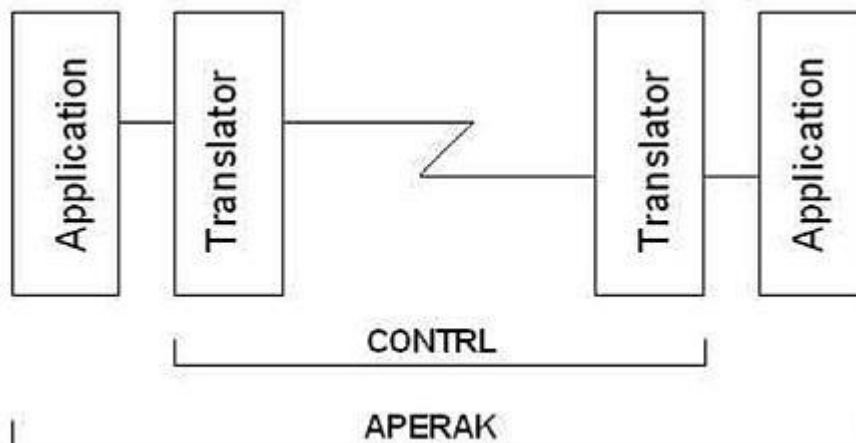 Application
Translator
Translator
Application
CONTRL
APERAK